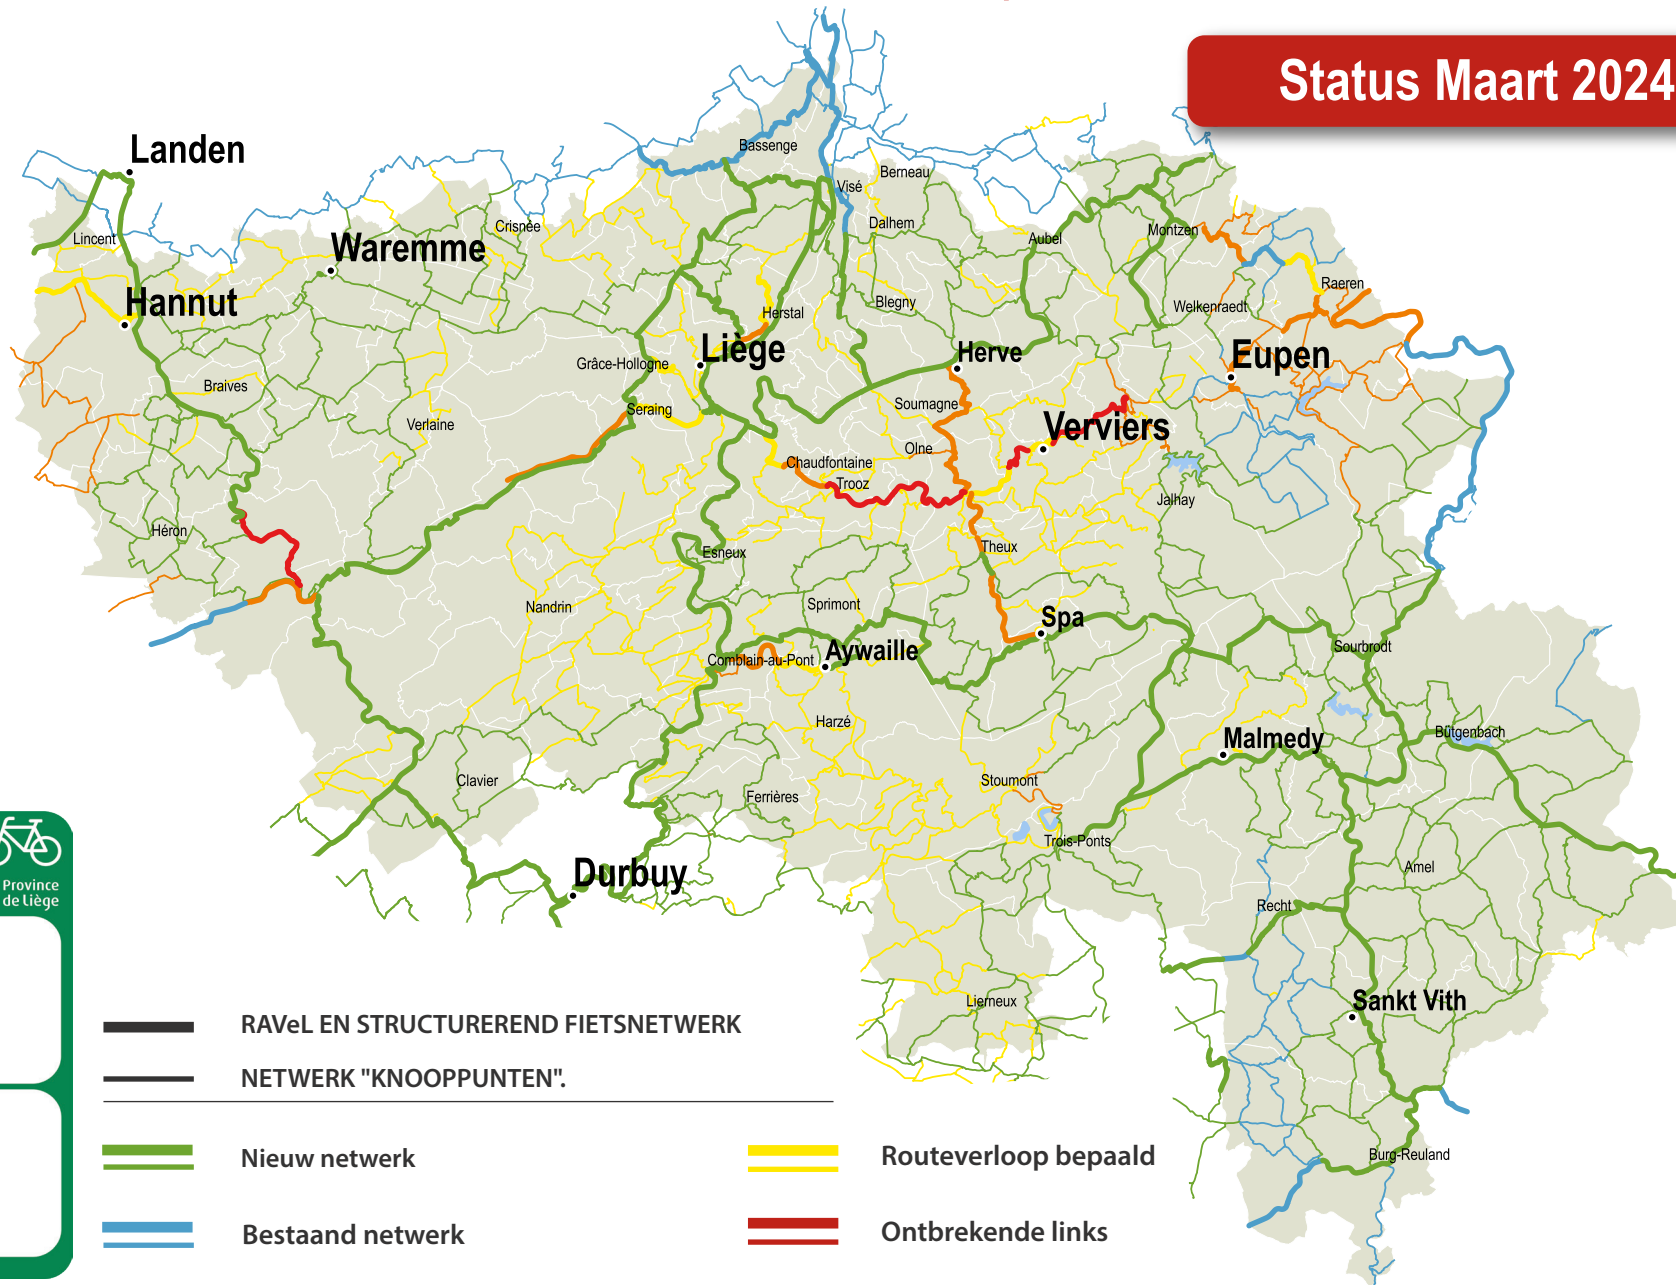 Status Maart 2024
Landen
Bassenge
Berneau
Visé
Lincent
Crisnée
Dalhem
Aubel
Montzen
Waremme
Raeren
Hannut
Blegny
Welkenraedt
Herstal
Liège
Herve
Eupen
Grâce-Hollogne
Braives
Seraing
Soumagne
Verlaine
Verviers
Olne
Chaudfontaine
Trooz
Jalhay
Héron
Esneux
Theux
Nandrin
Sprimont
Spa
Comblain-au-Pont
Aywaille
Sourbrodt
Harzé
Malmedy
Bütgenbach
Clavier
Stoumont
Ferrières
Trois-Ponts
Durbuy
Amel
Recht
Province
de Liège
Lierneux
Sankt Vith
Burg-Reuland
RAVeL EN STRUCTUREREND FIETSNETWERK
NETWERK "KNOOPPUNTEN".
Nieuw netwerk
Routeverloop bepaald
Bestaand netwerk
Ontbrekende links